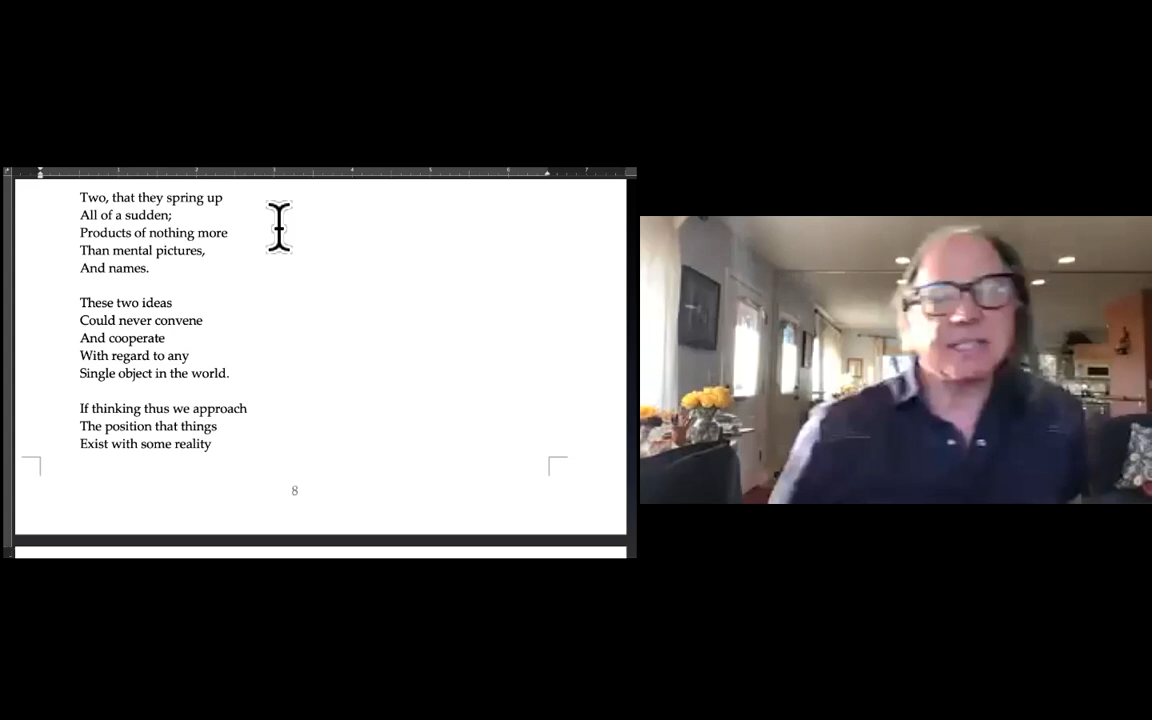 Two, that they spring up
All of a sudden;
Products of nothing more
Than mental pictures,
And names.
These two ideas
Could never convene
And cooperate
With regard to any
Single object in the world.
If thinking thus we approach
The position that things
Exist with some reality
8